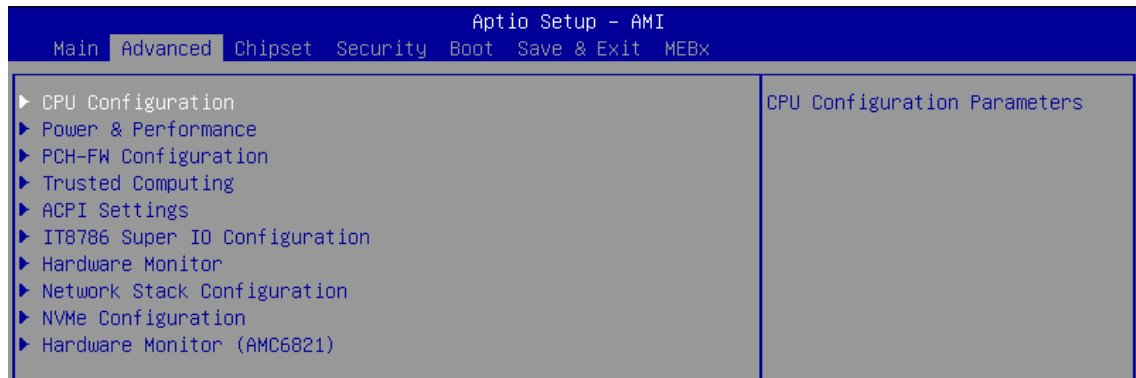 Aptio Setup – AMI
Main Advanced Chipset Security Boot Save & Exit MEBx
CPU Configuration
Power & Performance
PCH-FW Configuration
Trusted Computing
ACPI Settings
IT8786 Super IO Configuration
Hardware Monitor
Network Stack Configuration
NVMe Configuration
Hardware Monitor (AMC6821)
CPU Configuration Parameters